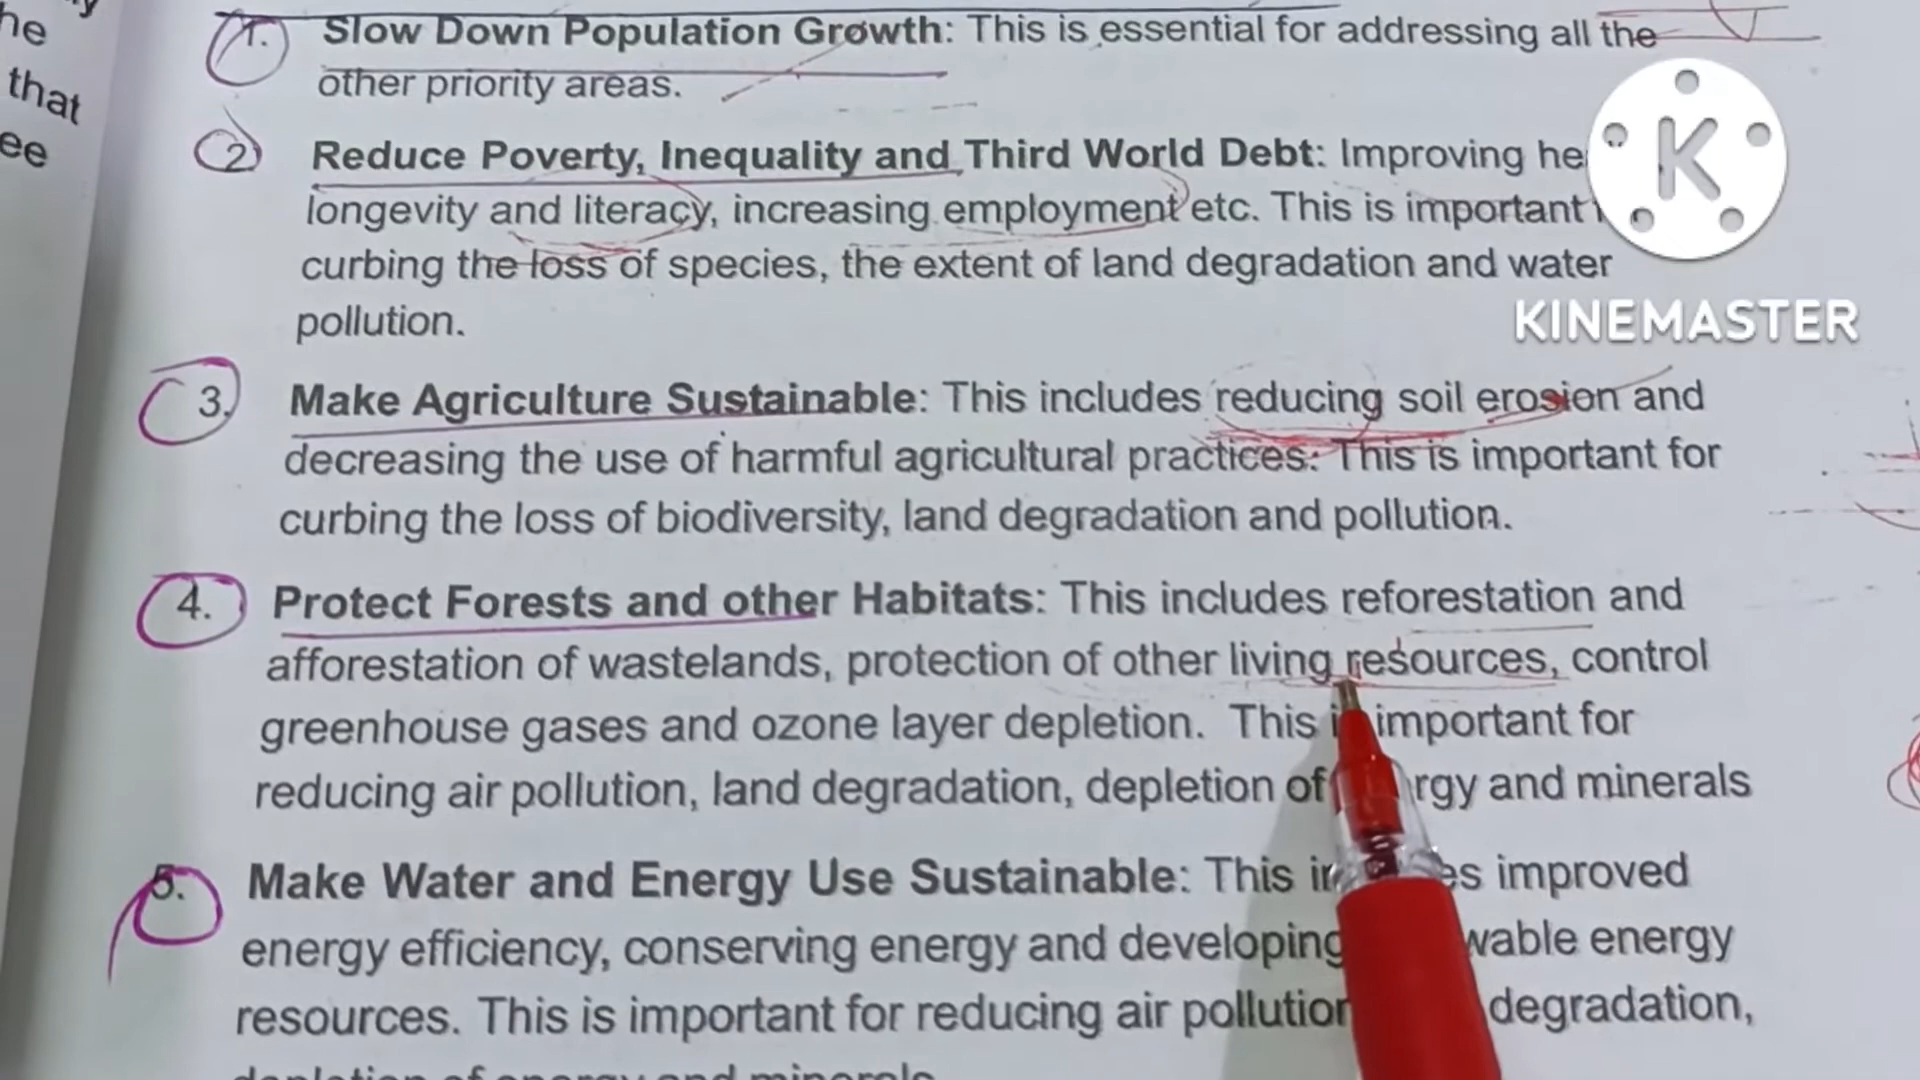 he
that
ee
1. Slow Down Population Growth: This is essential for addressing all the
other priority areas.
2 Reduce Poverty, Inequality and Third World Debt: Improving
longevity and literacy, increasing employment etc. This is important
curbing the loss of species, the extent of land degradation and water
pollution.
3. Make Agriculture Sustainable: This includes reducing soil erosion and
decreasing the use of harmful agricultural practices. This is important for
curbing the loss of biodiversity, land degradation and pollution.
4. Protect Forests and other Habitats: This includes reforestation and
afforestation of wastelands, protection of other living resources, control
greenhouse gases and ozone layer depletion. This important for
reducing air pollution, land degradation, depletion of rgy and minerals
5. Make Water and Energy Use Sustainable: This improved
energy efficiency, conserving energy and developing wable energy
resources. This is important for reducing air pollution degradation,
depletion of energy and minerals
K
KINEMASTER